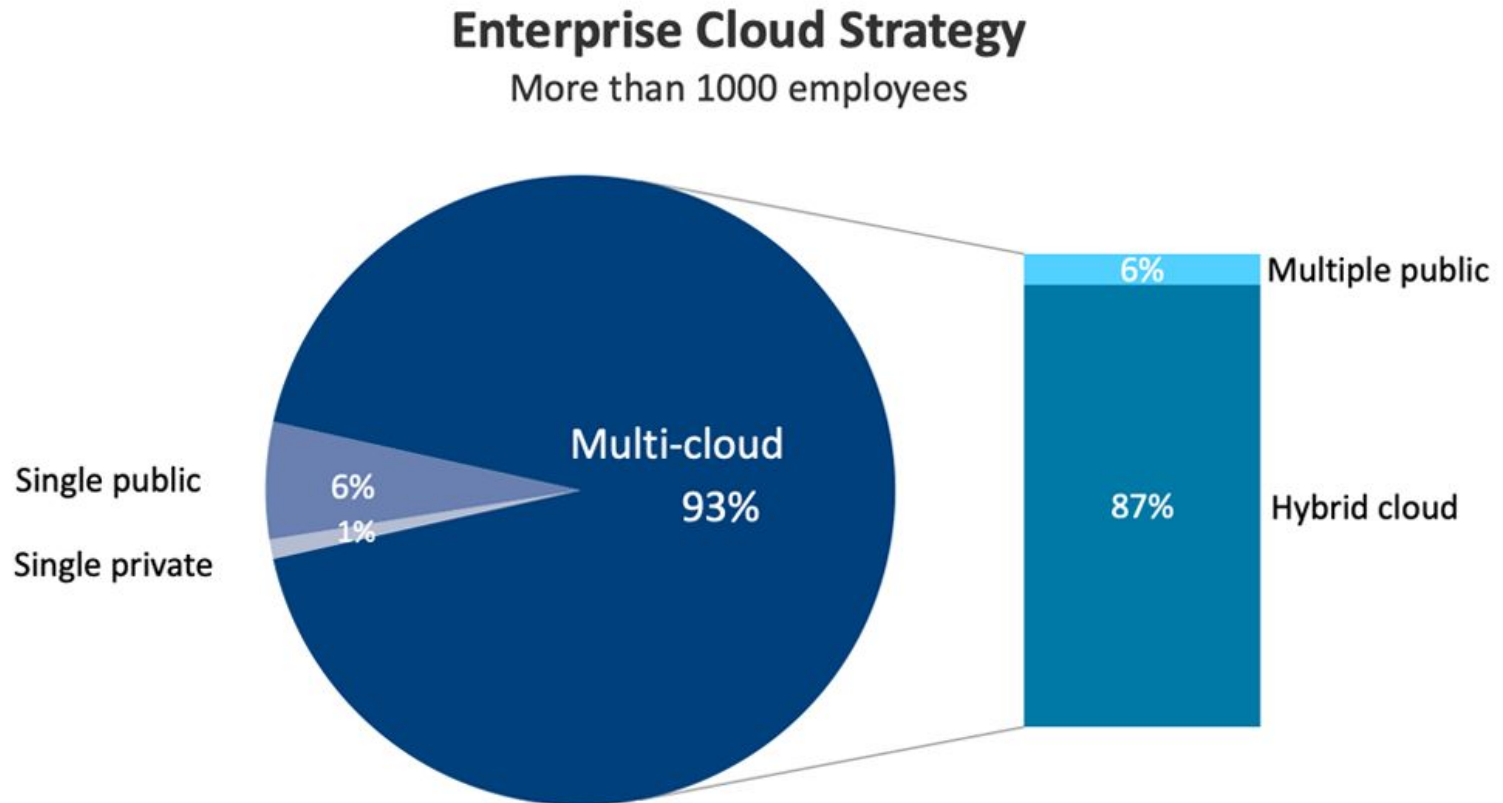 Enterprise Cloud Strategy
More than 1000 employees
6%
Multiple public
Multi-cloud
93%
Single public
6%
1%
Single private
87%
Hybrid cloud